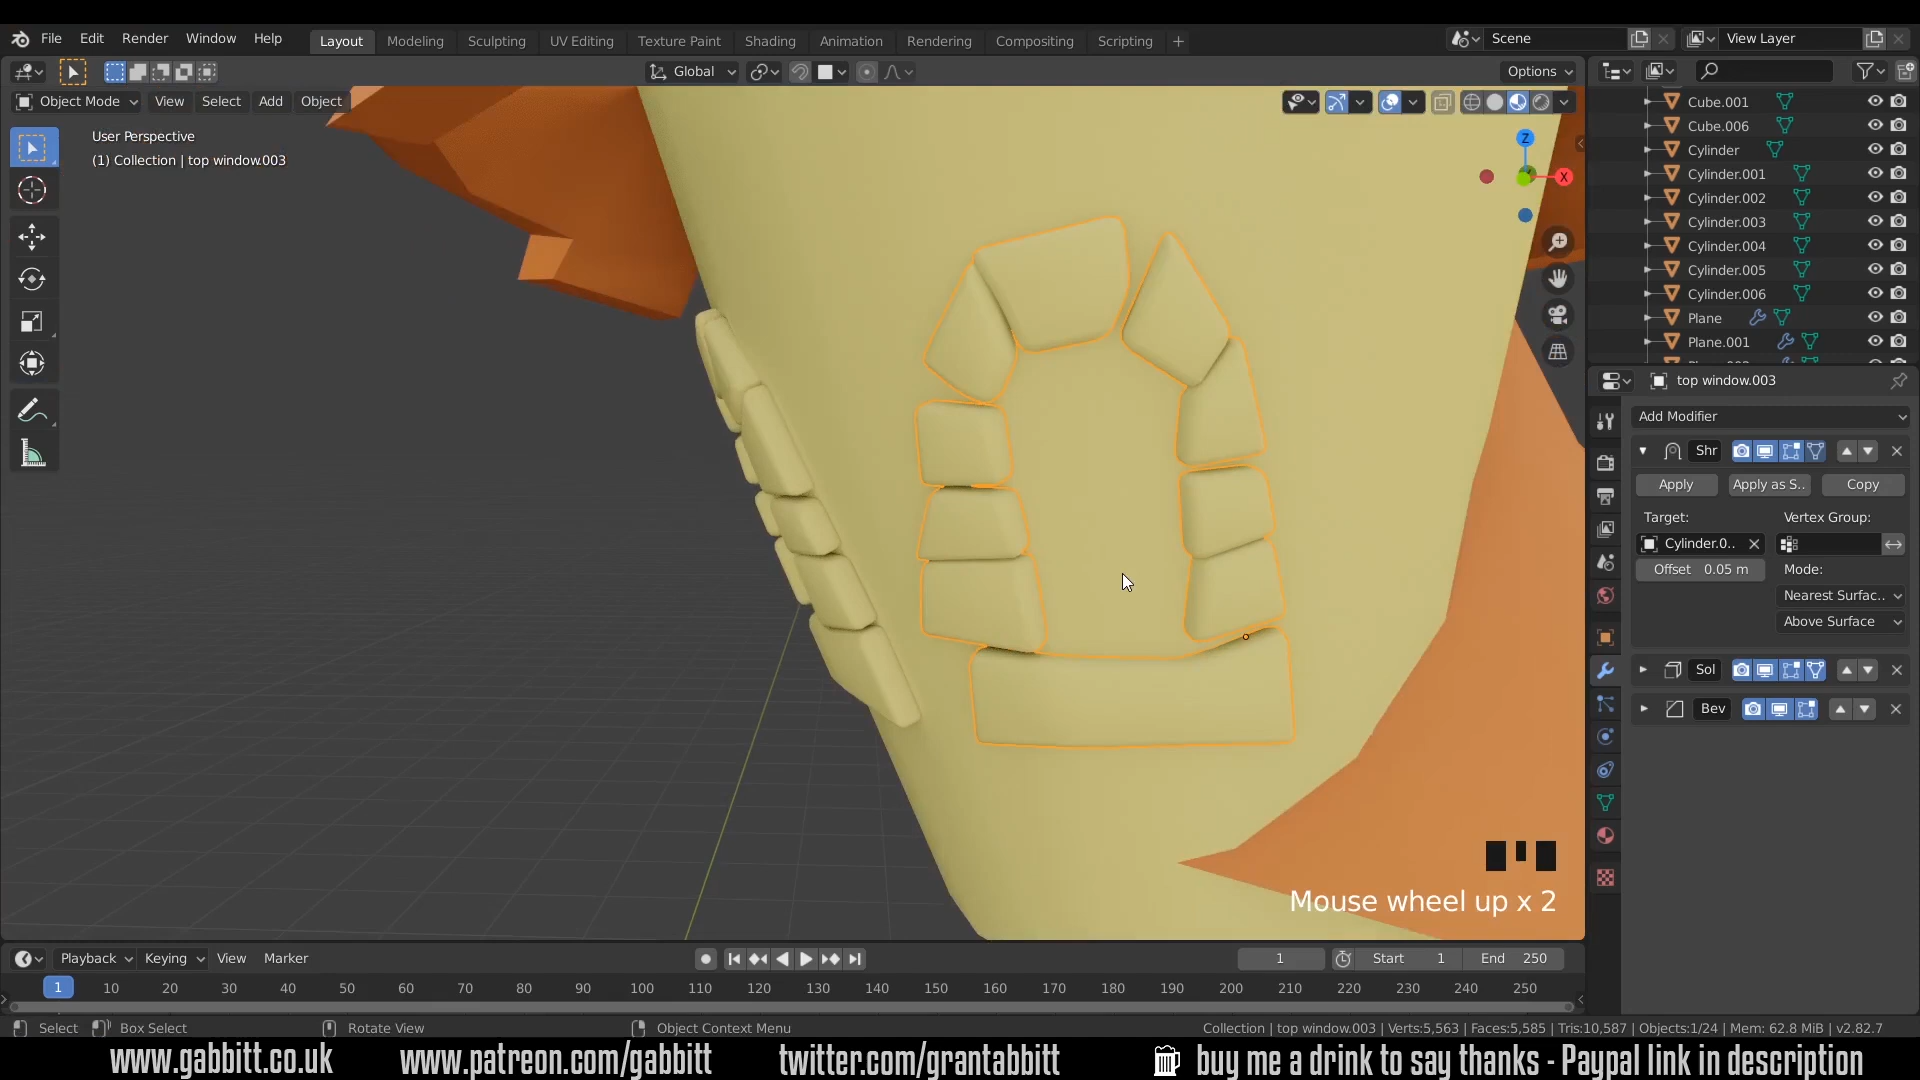 File Edit Render Window Help Layout Modeling Sculpting UV Editing Texture Paint Shading Animation Rendering Compositing Scripting + Scene View Layer
Global Options
Object Mode View Select Add Object
User Perspective
(1) Collection | top window.003
Z
X
Cube.001
Cube.006
Cylinder
Cylinder.001
Cylinder.002
Cylinder.003
Cylinder.004
Cylinder.005
Cylinder.006
Plane
Plane.001
top window.003
Add Modifier
Shr
Apply Apply as S.. Copy
Target: Vertex Group:
Cylinder.0..
Offset 0.05 m Mode:
Nearest Surfac..
Above Surface
Sol
Bev
Mouse wheel up x 2
Playback Keying View Marker 1 Start 1 End 250
1 10 20 30 40 50 60 70 80 90 100 110 120 130 140 150 160 170 180 190 200 210 220 230 240 250
Select Box Select Rotate View Object Context Menu Collection | top window.003 | Verts:5,563 | Faces:5,585 | Tris:10,587 | Objects:1/24 | Mem: 62.8 MiB | v2.82.7
www.gabbitt.co.uk www.patreon.com/gabbitt twitter.com/grantabbitt buy me a drink to say thanks - Paypal link in description